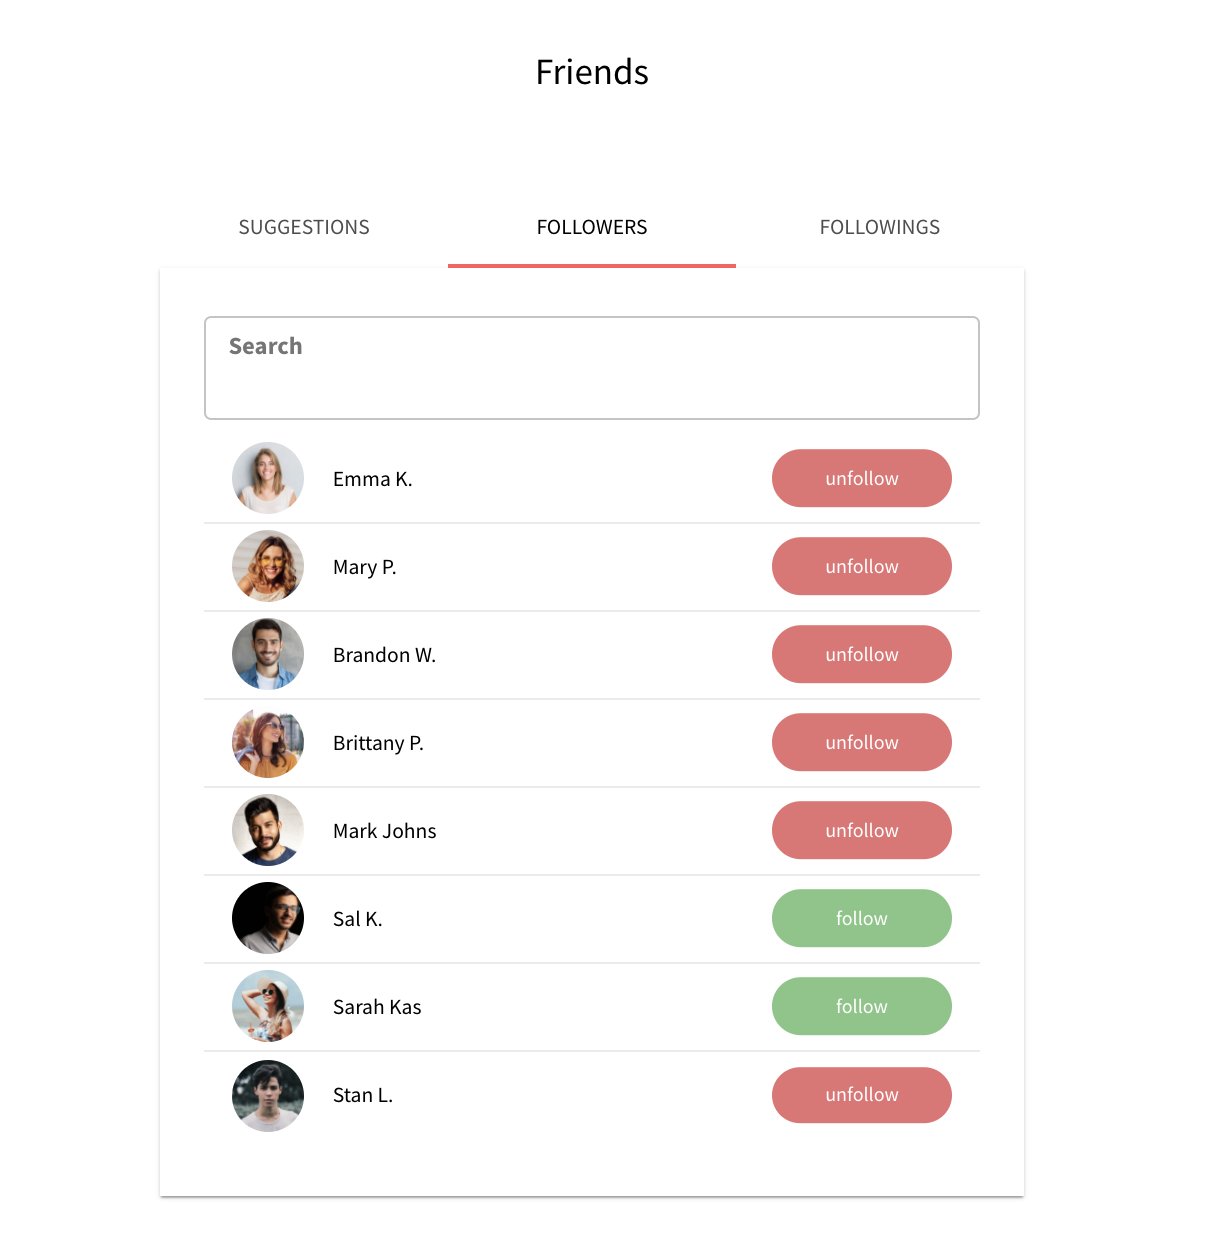 Friends
SUGGESTIONS FOLLOWERS FOLLOWINGS
Search
Emma K. unfollow
Mary P. unfollow
Brandon W. unfollow
Brittany P. unfollow
Mark Johns unfollow
Sal K. follow
Sarah Kas follow
Stan L. unfollow